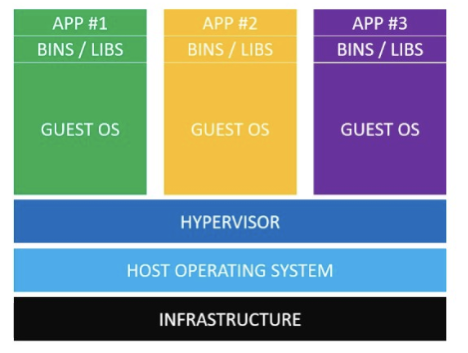 APP #1
BINS / LIBS
GUEST OS
APP #2
BINS / LIBS
GUEST OS
APP #3
BINS / LIBS
GUEST OS
HYPERVISOR
HOST OPERATING SYSTEM
INFRASTRUCTURE